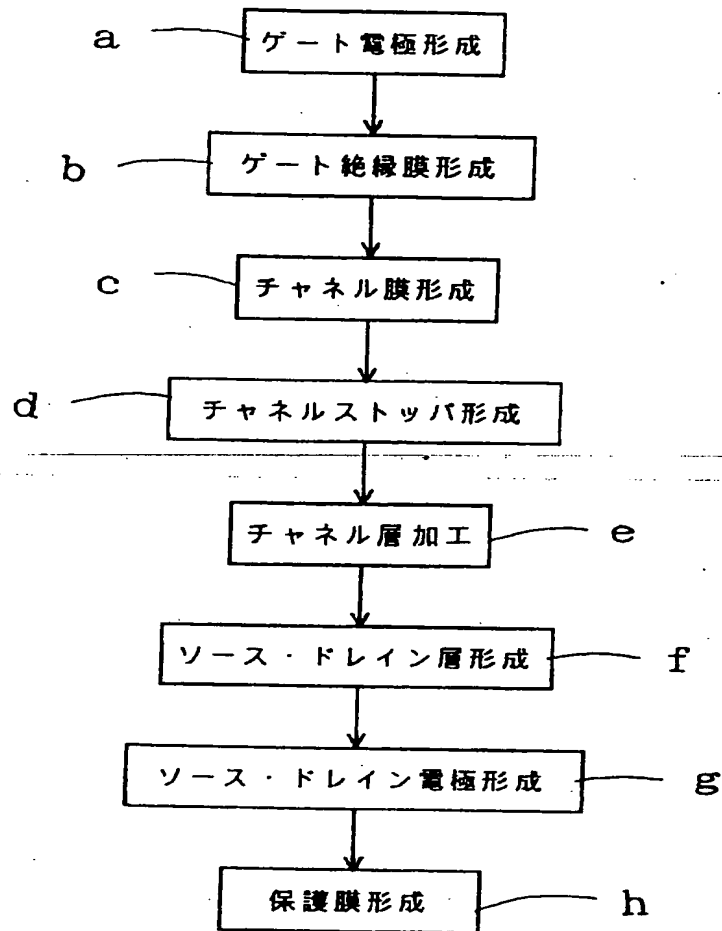 a ゲート電極形成
b ゲート絶縁膜形成
c チャネル膜形成
d チャネルストッパ形成
チャネル層加工 e
ソース・ドレイン層形成 f
ソース・ドレイン電極形成 g
保護膜形成 h